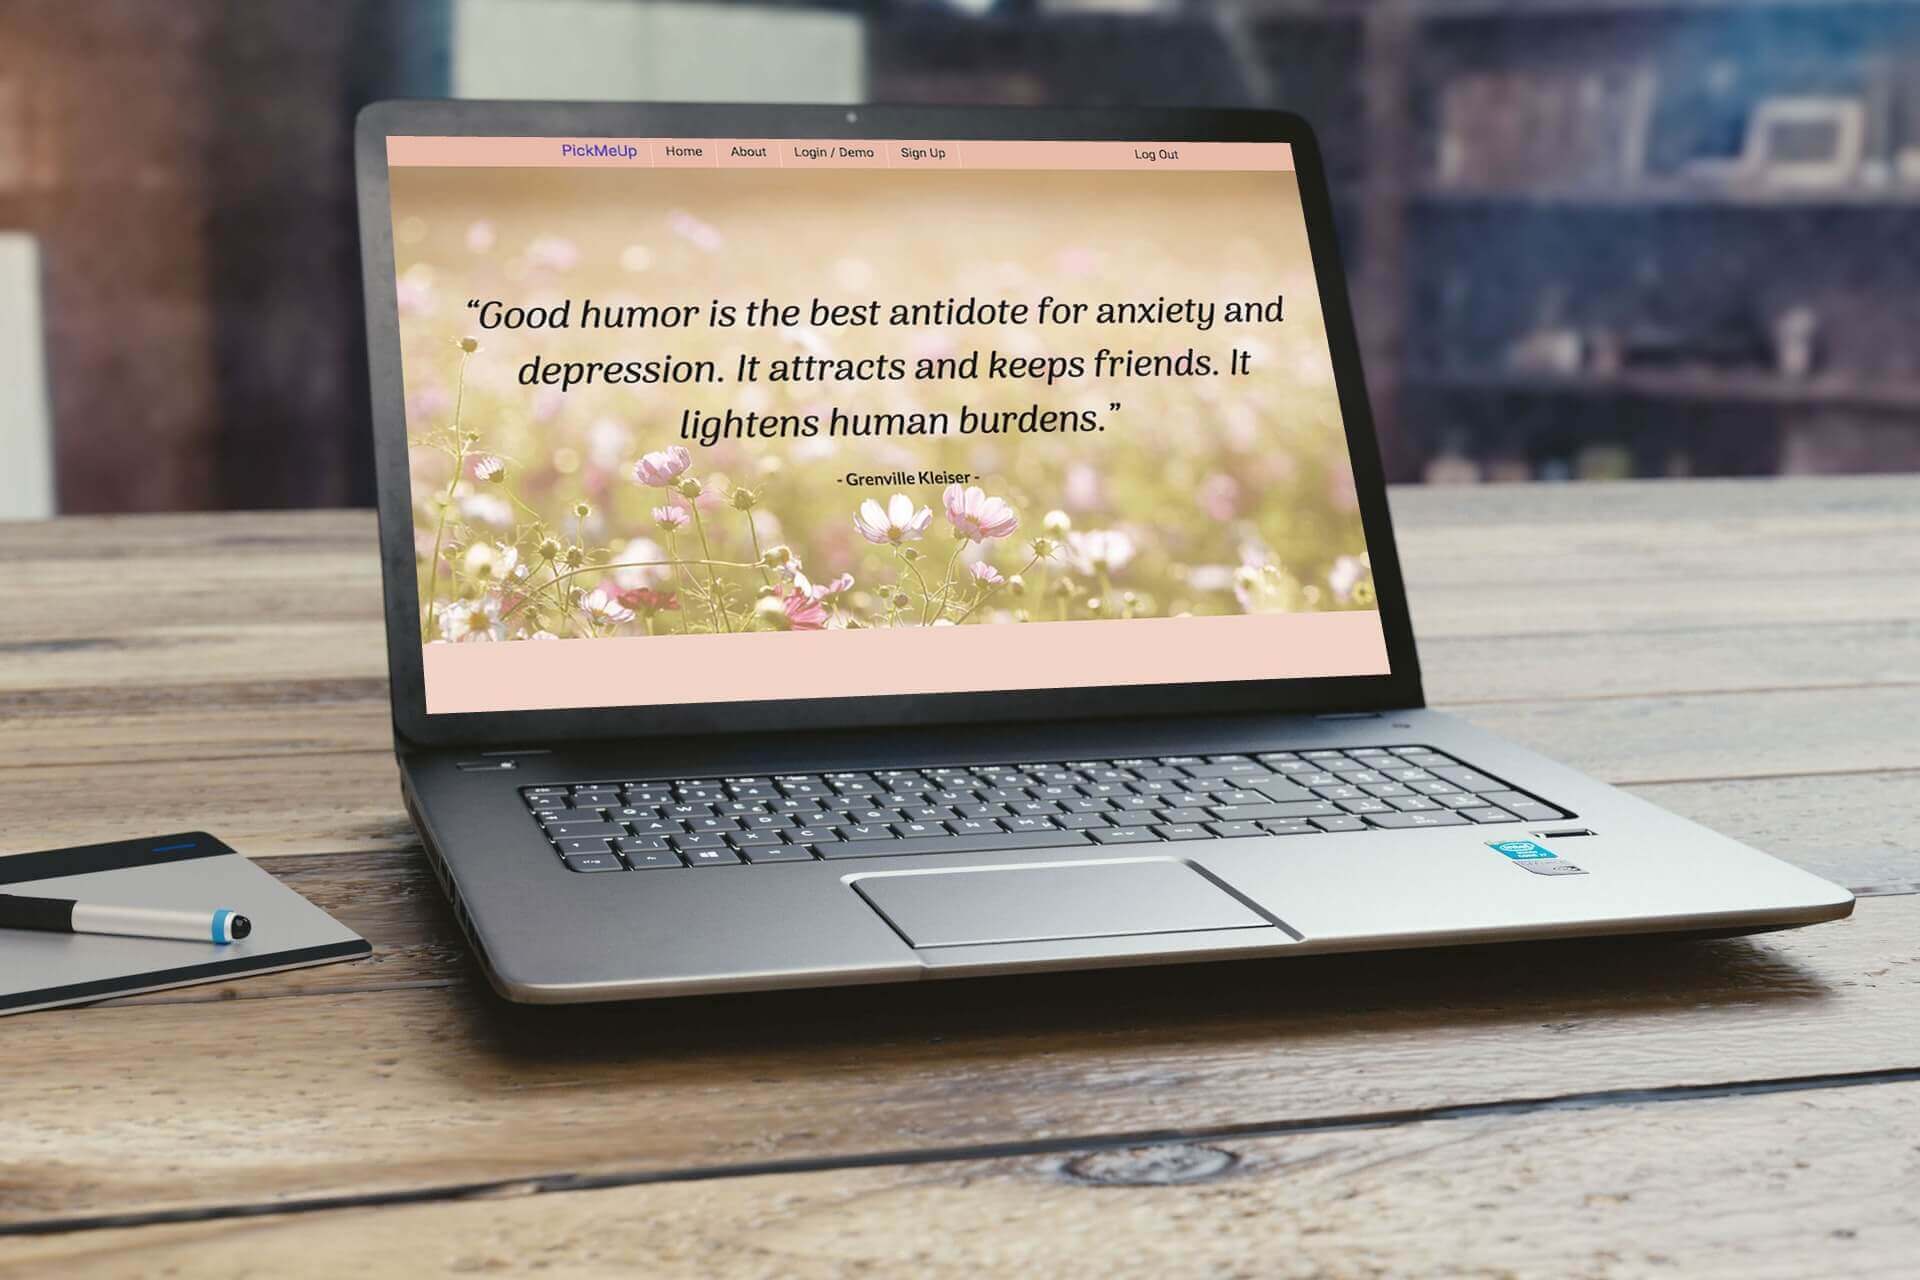 PickMeUp Home About Login / Demo Sign Up Log Out
“Good humor is the best antidote for anxiety and
depression. It attracts and keeps friends. It
lightens human burdens.”
- Grenville Kleiser -
intel